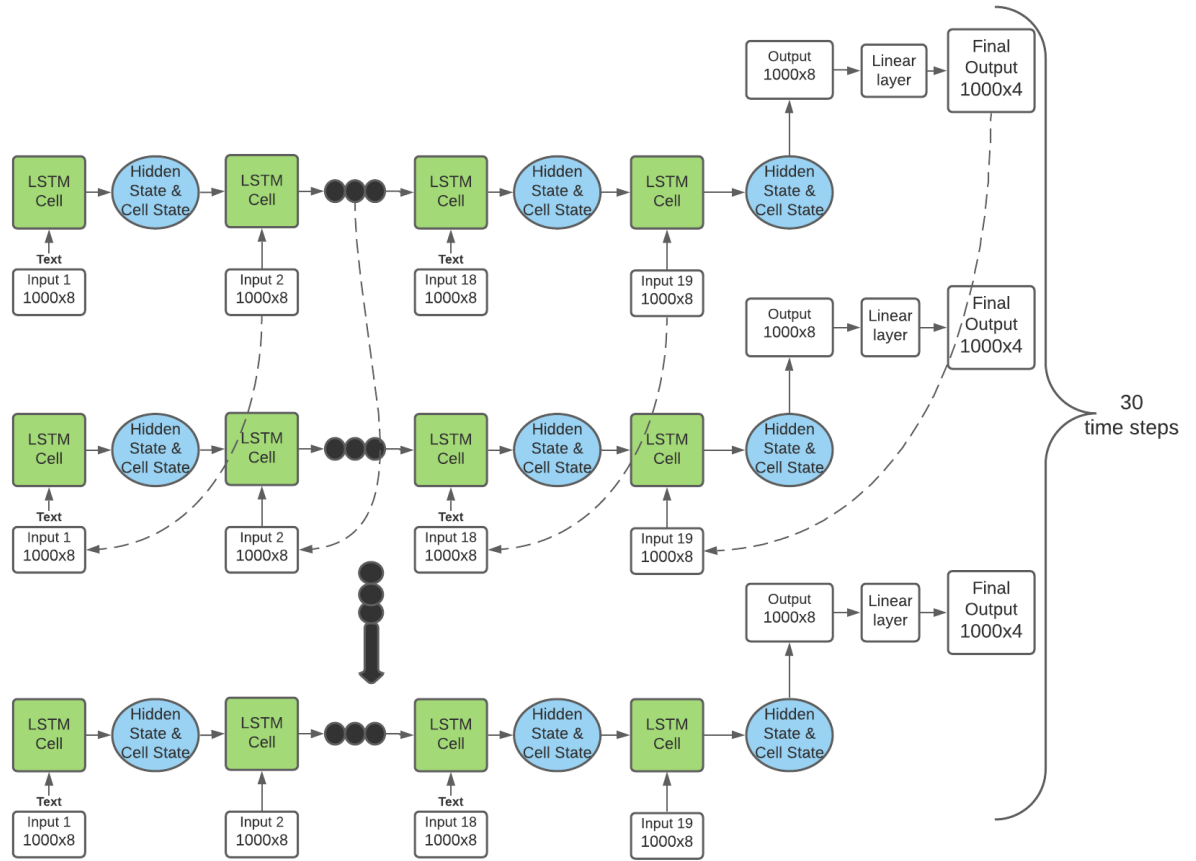 Output
1000x8
Linear
layer
Final
Output
1000x4
LSTM
Cell
Hidden
State &
Cell State
LSTM
Cell
LSTM
Cell
Hidden
State &
Cell State
LSTM
Cell
Hidden
State &
Cell State
Text
Input 1
1000x8
Input 2
1000x8
Text
Input 18
1000x8
Input 19
1000x8
Output
1000x8
Linear
layer
Final
Output
1000x4
30
time steps
LSTM
Cell
Hidden
State &
Cell State
LSTM
Cell
LSTM
Cell
Hidden
State &
Cell State
LSTM
Cell
Hidden
State &
Cell State
Text
Input 1
1000x8
Input 2
1000x8
Text
Input 18
1000x8
Input 19
1000x8
Output
1000x8
Linear
layer
Final
Output
1000x4
LSTM
Cell
Hidden
State &
Cell State
LSTM
Cell
LSTM
Cell
Hidden
State &
Cell State
LSTM
Cell
Hidden
State &
Cell State
Text
Input 1
1000x8
Input 2
1000x8
Text
Input 18
1000x8
Input 19
1000x8